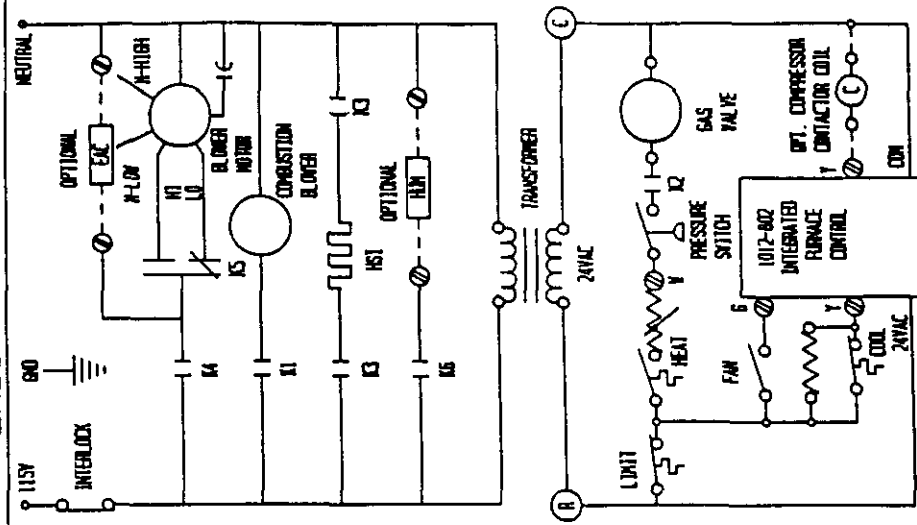 115V
GND
NEUTRAL
INTERLOCK
OPTIONAL
EAC
M-LOW
M-HIGH
HI
LO
BLOWER
MOTOR
K4
K5
COMBUSTION
BLOWER
K1
K3
HSI
K3
OPTIONAL
HUM
K6
TRANSFORMER
24VAC
R
C
LIMIT
HEAT
W
PRESSURE
SWITCH
K2
GAS
VALVE
FAN
G
COOL
Y
24VAC
1012-802
INTEGRATED
FURNACE
CONTROL
Y
COM
C
OPT. COMPRESSOR
CONTACTOR COIL